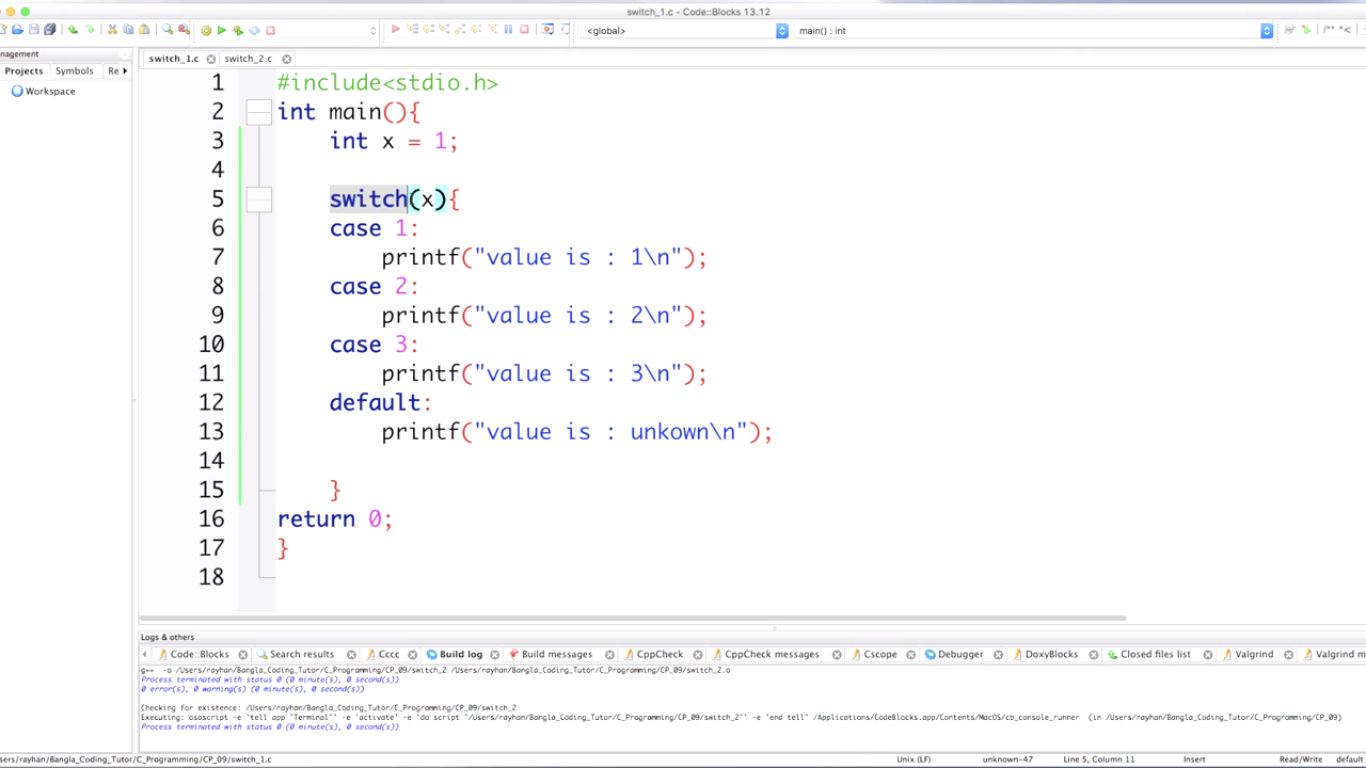 switch_1.c - Code::Blocks 13.12
<global>
main() : int
/** *<
nagement
Projects Symbols Re
Workspace
switch_1.c switch_2.c
1 #include<stdio.h>
2 int main(){
3 int x = 1;
4
5 switch(x){
6 case 1:
7 printf("value is : 1\n");
8 case 2:
9 printf("value is : 2\n");
10 case 3:
11 printf("value is : 3\n");
12 default:
13 printf("value is : unkown\n");
14
15 }
16 return 0;
17 }
18
Logs & others
Code::Blocks Search results Cccc Build log Build messages CppCheck CppCheck messages Cscope Debugger DoxyBlocks Closed files list Valgrind Valgrind m
g++ -o /Users/rayhan/Bangla_Coding_Tutor/C_Programming/CP_09/switch_2 /Users/rayhan/Bangla_Coding_Tutor/C_Programming/CP_09/switch_2.o
Process terminated with status 0 (0 minute(s), 0 second(s))
0 error(s), 0 warning(s) (0 minute(s), 0 second(s))
Checking for existence: /Users/rayhan/Bangla_Coding_Tutor/C_Programming/CP_09/switch_2
Executing: osascript -e 'tell app "Terminal"' -e 'activate' -e 'do script "/Users/rayhan/Bangla_Coding_Tutor/C_Programming/CP_09/switch_2"' -e 'end tell' /Applications/CodeBlocks.app/Contents/MacOS/cb_console_runner (in /Users/rayhan/Bangla_Coding_Tutor/C_Programming/CP_09)
Process terminated with status 0 (0 minute(s), 0 second(s))
sers/rayhan/Bangla_Coding_Tutor/C_Programming/CP_09/switch_1.c Unix (LF) unknown-47 Line 5, Column 11 Insert Read/Write default